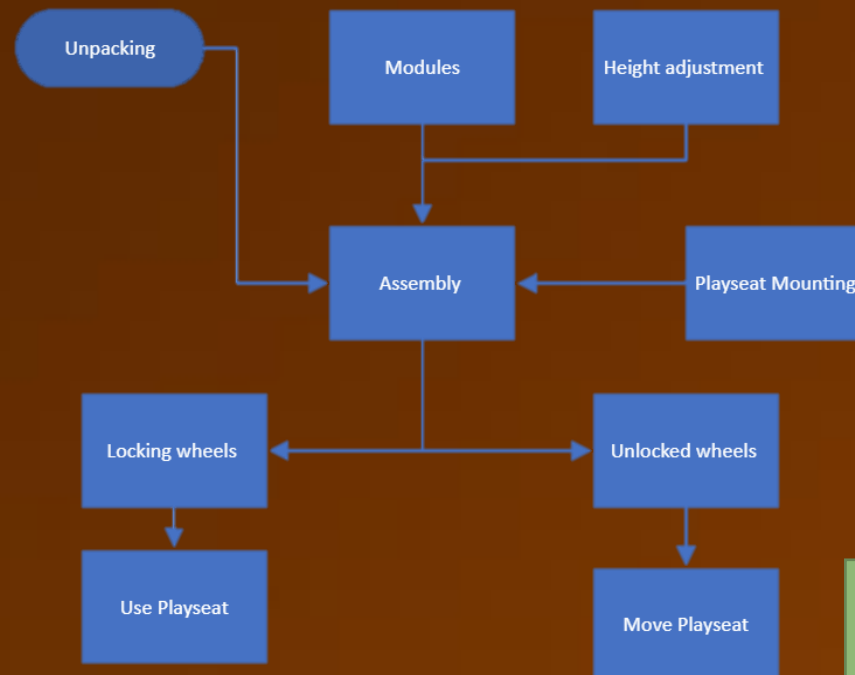 Unpacking
Modules
Height adjustment
Assembly
Playseat Mounting
Locking wheels
Unlocked wheels
Use Playseat
Move Playseat